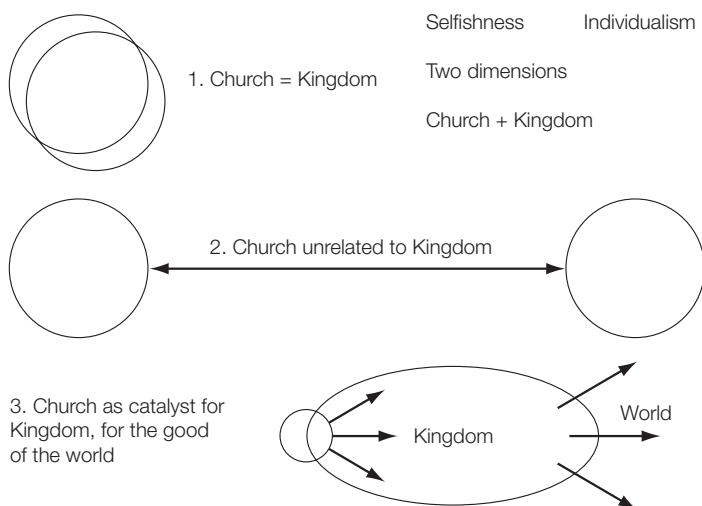 Selfishness Individualism
1. Church = Kingdom
Two dimensions
Church + Kingdom
2. Church unrelated to Kingdom
3. Church as catalyst for
Kingdom, for the good
of the world
Kingdom
World